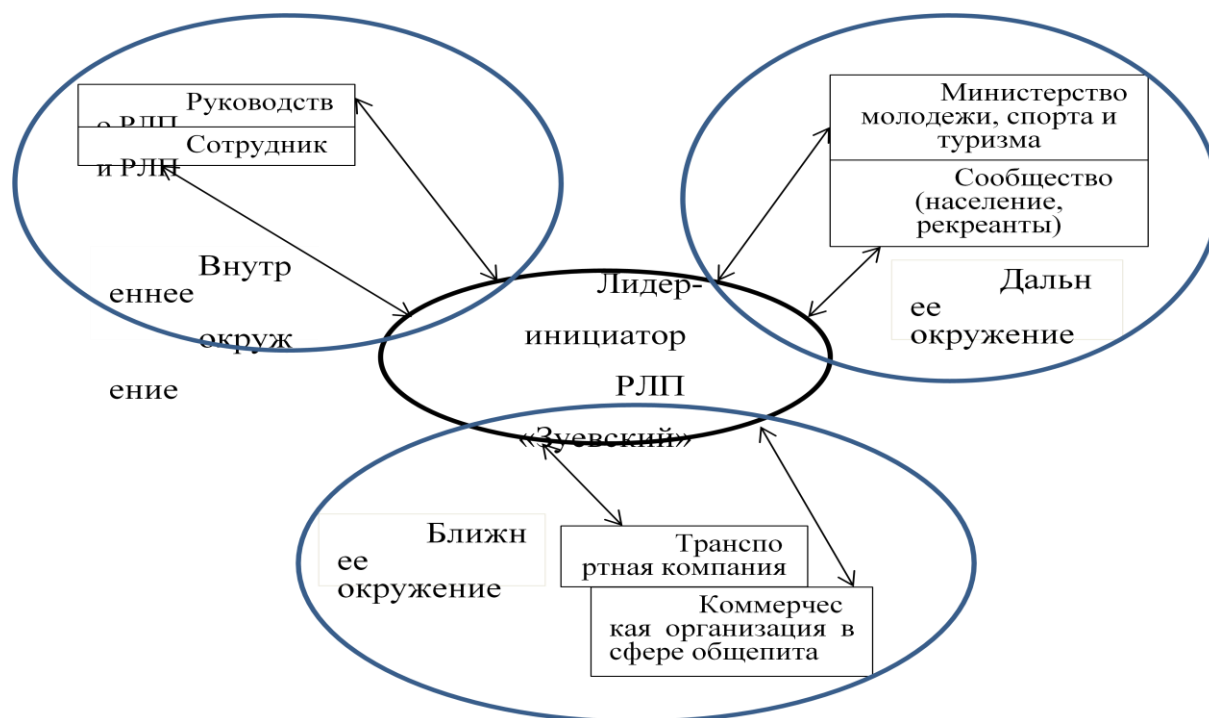 Руководств
о РЛП
Сотрудник
и РЛП
Внутр
еннее
окруж
ение
Министерство
молодежи, спорта и
туризма
Сообщество
(население,
рекреанты)
Дальн
ее
окружение
Лидер-
инициатор
РЛП
«Зуевский»
Ближн
ее
окружение
Транспо
ртная компания
Коммерчес
кая организация в
сфере общепита